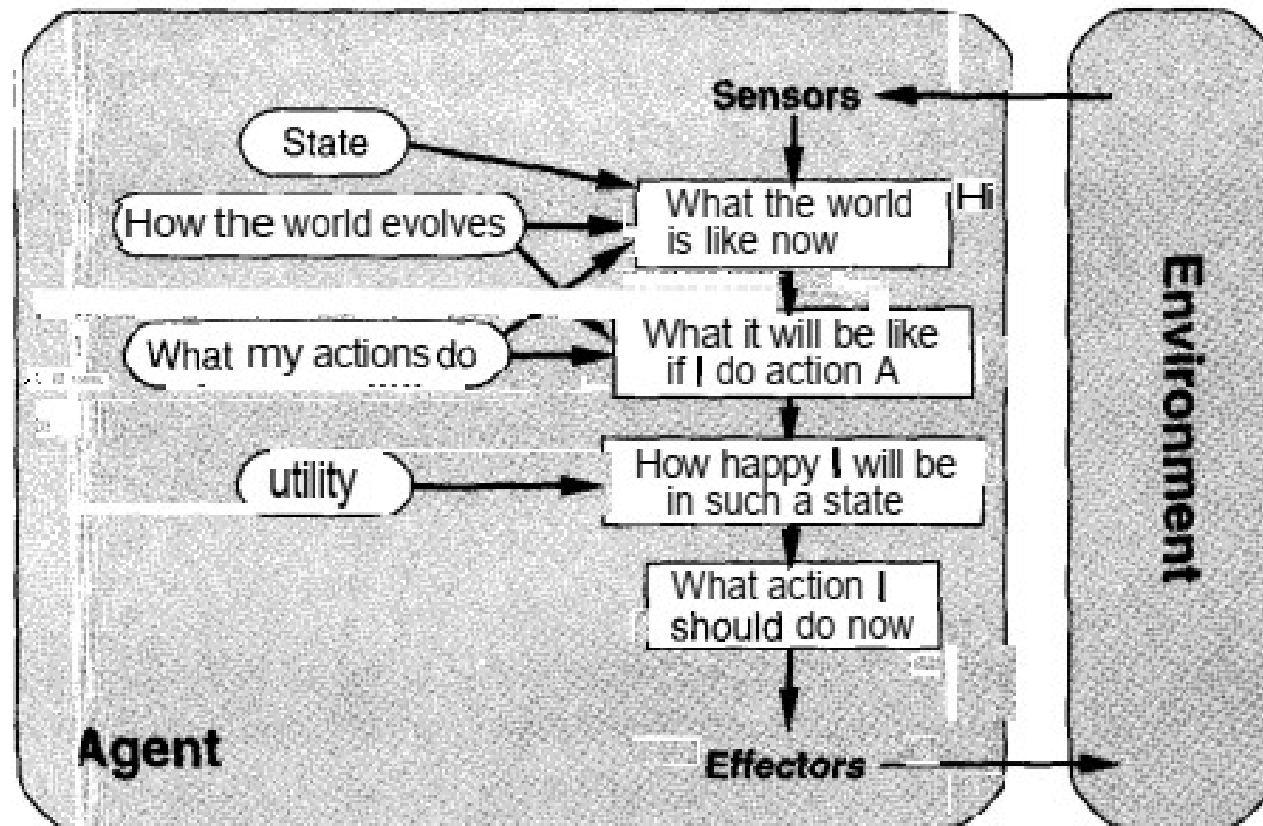 Sensors
State
What the world
is like now
Hi
How the world evolves
What it will be like
if I do action A
What my actions do
How happy I will be
in such a state
utility
What action I
should do now
Agent
Effectors
Environment